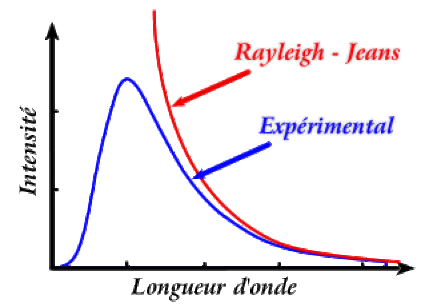 Rayleigh - Jeans
Expérimental
Intensité
Longueur d'onde